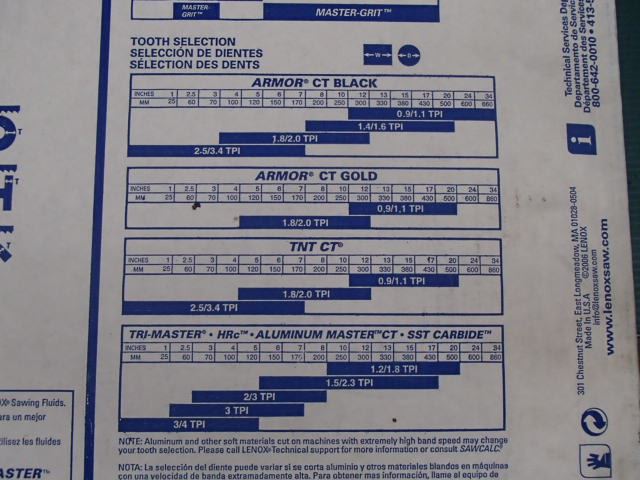 MASTER-GRIT™
MASTER-GRIT™
TOOTH SELECTION
SELECCIÓN DE DIENTES
SÉLECTION DES DENTS
W
D
ARMOR® CT BLACK
INCHES 1 2.5 3 4 5 6 7 8 10 12 13 15 17 20 24 34
MM 25 60 70 100 120 150 170 200 250 300 330 380 430 500 600 860
0.9/1.1 TPI
1.4/1.6 TPI
1.8/2.0 TPI
2.5/3.4 TPI
ARMOR® CT GOLD
INCHES 1 2.5 3 4 5 6 7 8 10 12 13 15 17 20 24 34
MM 25 60 70 100 120 150 170 200 250 300 330 380 430 500 600 860
0.9/1.1 TPI
1.8/2.0 TPI
TNT CT®
INCHES 1 2.5 3 4 5 6 7 8 10 12 13 15 17 20 24 34
MM 25 60 70 100 120 150 170 200 250 300 330 380 430 500 600 860
0.9/1.1 TPI
1.8/2.0 TPI
2.5/3.4 TPI
TRI-MASTER® • HRc™ • ALUMINUM MASTER™CT • SST CARBIDE™
INCHES 1 2.5 3 4 5 6 7 8 10 12 13 15 17 20 24 34
MM 25 60 70 100 120 150 170 200 250 300 330 380 430 500 600 860
1.2/1.8 TPI
1.5/2.3 TPI
2/3 TPI
3 TPI
3/4 TPI
NOTE: Aluminum and other soft materials cut on machines with extremely high band speed may change
your tooth selection. Please call LENOX® Technical support for more information or consult SAWCALC®
NOTA: La selección del diente puede variar si se corta aluminio y otros materiales blandos en máquinas
con una velocidad de banda extremadamente alta. Para obtener mas información, llame al equipo de
Sawing Fluids.
para un mejor
utilisez les fluides
ASTER™
T
T
T
Technical Services Dep
Departamento de Servici
Département des Service
800-642-0010 • 413-5
i
301 Chestnut Street, East Longmeadow, MA 01028-0504
Made In U.S.A ©2006 LENOX
info@lenoxsaw.com
www.lenoxsaw.com